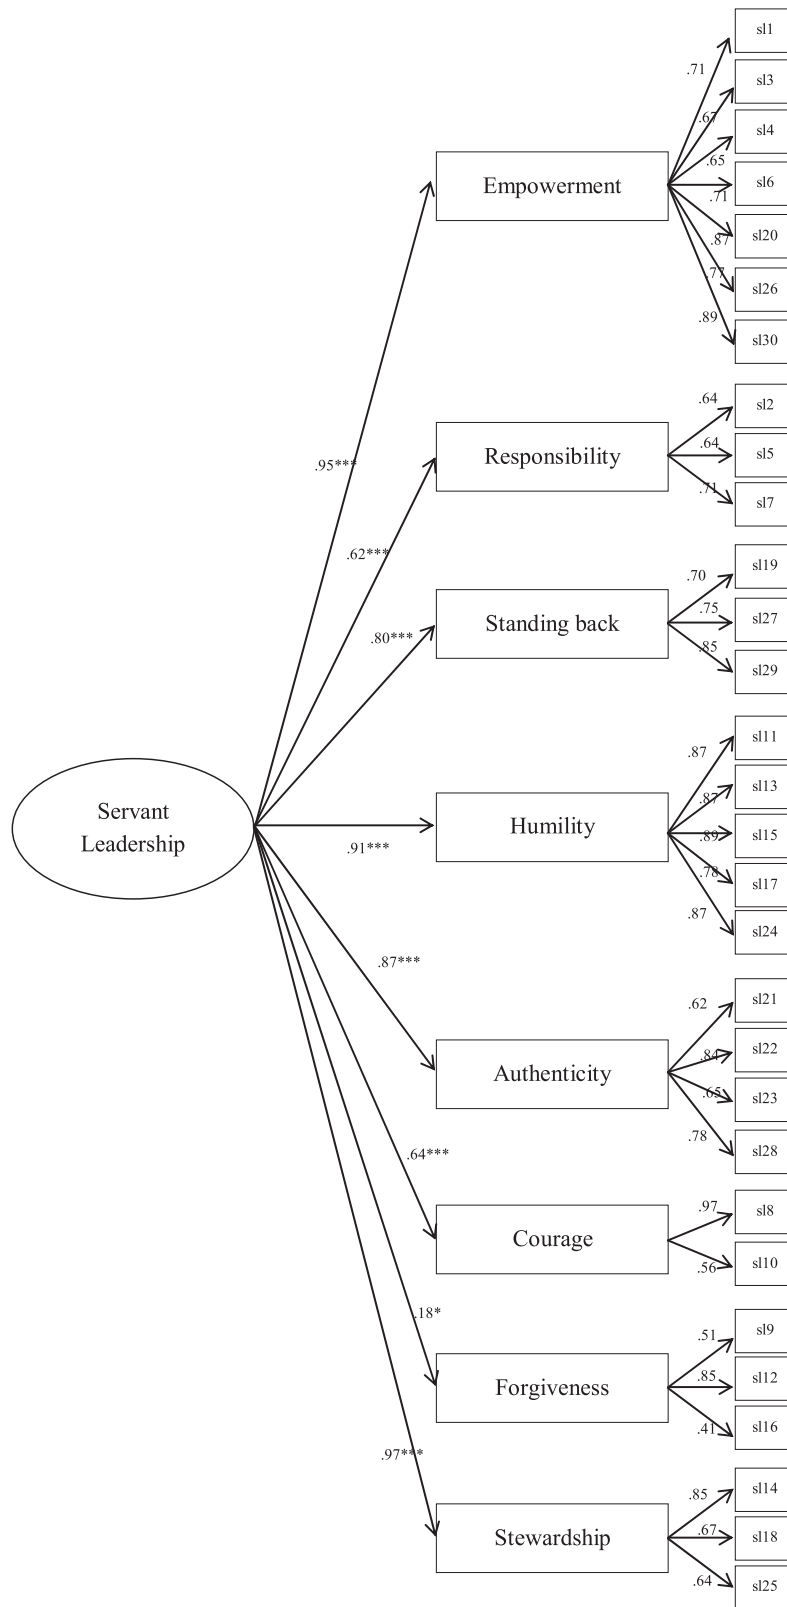 sl1
.71
sl3
.67
sl4
.65
Empowerment
sl6
.71
sl20
.87
.77
sl26
.89
sl30
.64
sl2
.95***
Responsibility
.64
sl5
.71
sl7
.62***
.70
sl19
.80***
Standing back
.75
sl27
.85
sl29
.87
sl11
.87
sl13
Servant
Leadership
.91***
Humility
.89
sl15
.78
sl17
.87
sl24
.87***
.62
sl21
.84
sl22
Authenticity
.65
sl23
.78
sl28
.64***
.97
sl8
Courage
.56
sl10
.18*
.51
sl9
Forgiveness
.85
sl12
.41
sl16
.97***
.85
sl14
Stewardship
.67
sl18
.64
sl25